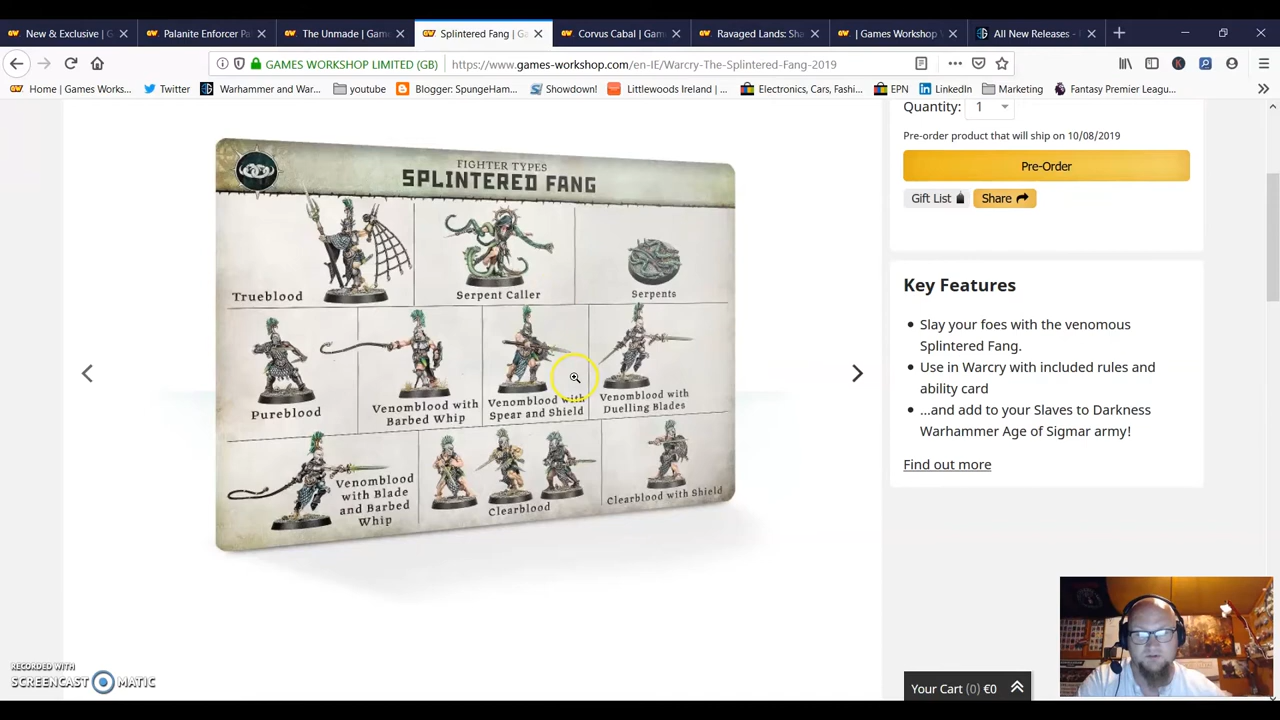 New & Exclusive | G
Palanite Enforcer Pa
The Unmade | Gam
Splintered Fang | G
Corvus Cabal | Gam
Ravaged Lands: Sha
| Games Workshop
All New Releases -
GAMES WORKSHOP LIMITED (GB)
https://www.games-workshop.com/en-IE/Warcry-The-Splintered-Fang-2019
Home | Games Works...
Twitter
Warhammer and War...
youtube
Blogger: SpungeHam...
Showdown!
Littlewoods Ireland | ...
Electronics, Cars, Fashi...
EPN
LinkedIn
Marketing
Fantasy Premier Leag...
Quantity: 1
Pre-order product that will ship on 10/08/2019
Pre-Order
Gift List
Share
Key Features
Slay your foes with the venomous
Splintered Fang.
Use in Warcry with included rules and
ability card
...and add to your Slaves to Darkness
Warhammer Age of Sigmar army!
Find out more
FIGHTER TYPES
SPLINTERED FANG
Trueblood
Serpent Caller
Serpents
Pureblood
Venomblood with
Barbed Whip
Venomblood with
Spear and Shield
Venomblood with
Duelling Blades
Venomblood
with Blade
and Barbed
Whip
Clearblood
Clearblood with Shield
RECORDED WITH
SCREENCAST MATIC
Your Cart (0) €0